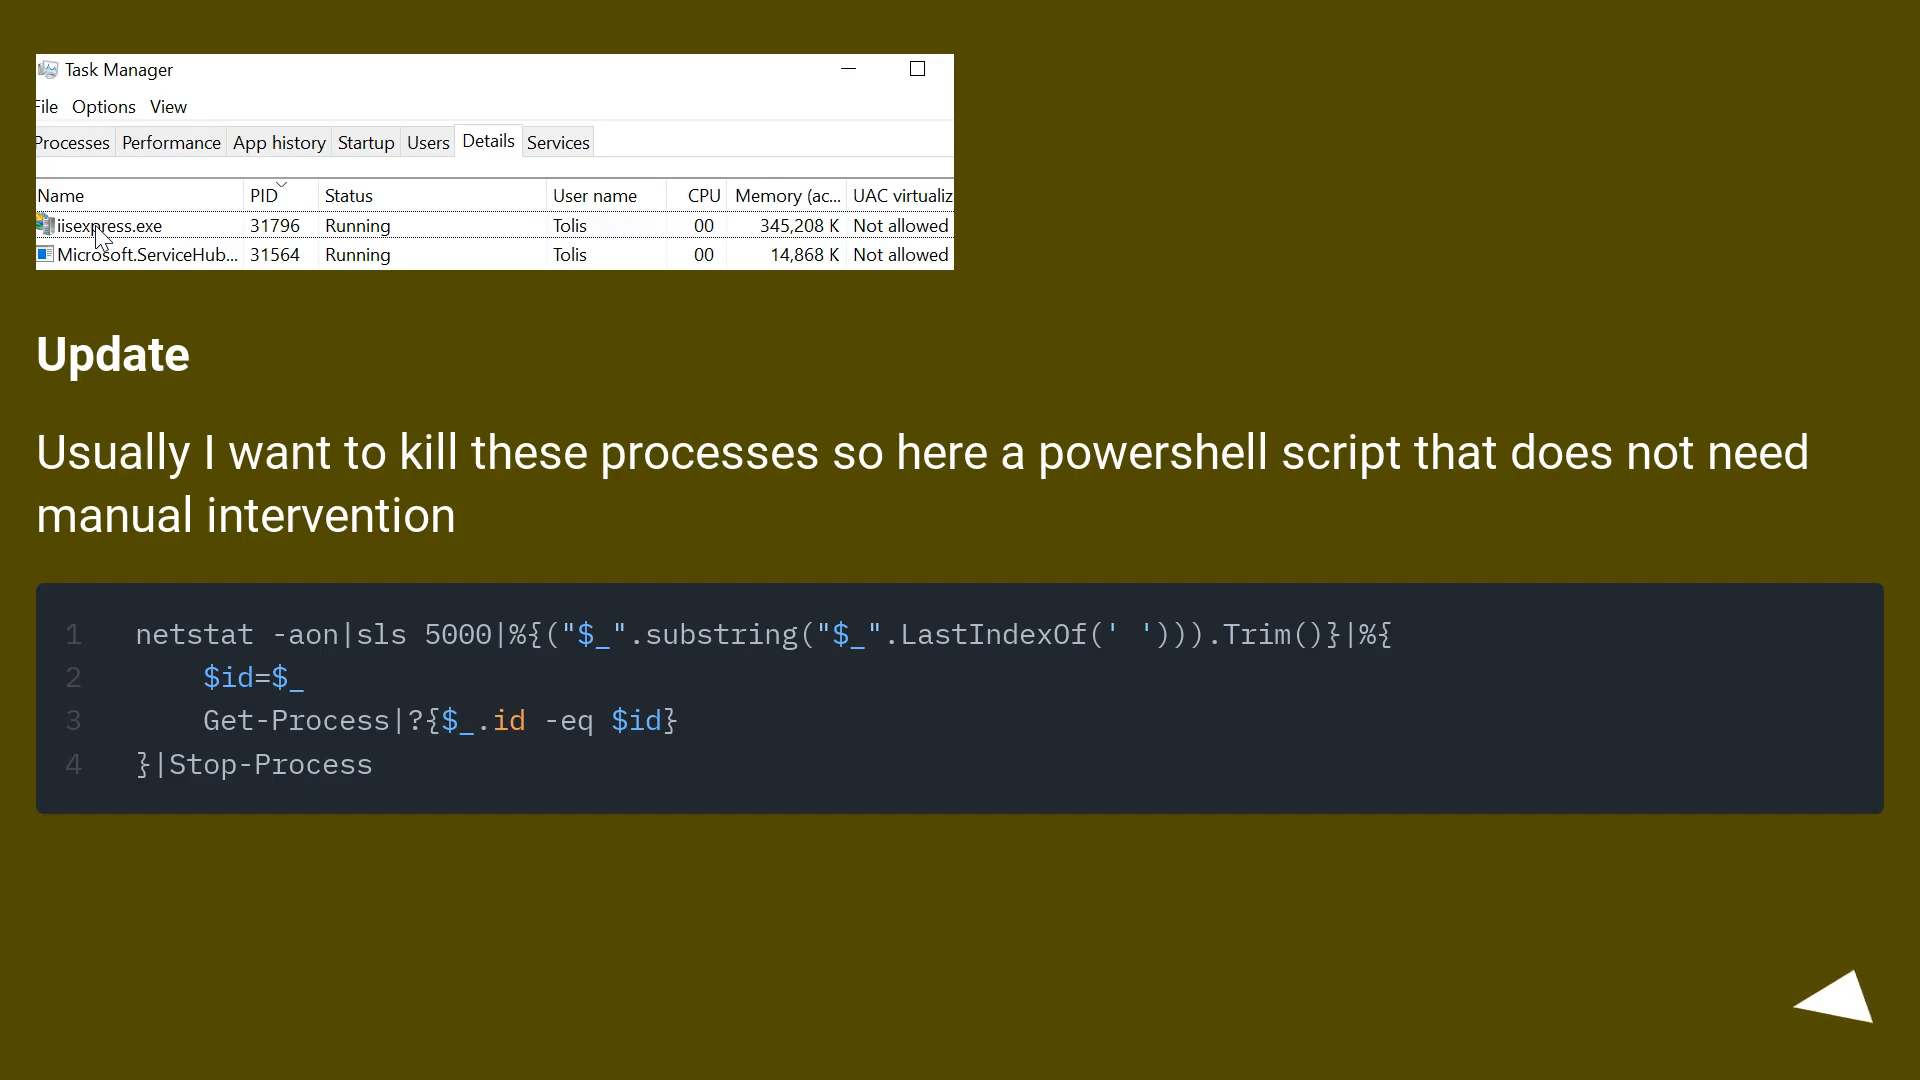 Task Manager
File Options View
Processes Performance App history Startup Users Details Services
Name PID Status User name CPU Memory (ac... UAC virtualiz
iisexpress.exe 31796 Running Tolis 00 345,208 K Not allowed
Microsoft.ServiceHub... 31564 Running Tolis 00 14,868 K Not allowed
Update
Usually I want to kill these processes so here a powershell script that does not need
manual intervention
1 netstat -aon|sls 5000|%{("$_".substring("$_".LastIndexOf(' '))).Trim()}|%{
2 $id=$_
3 Get-Process|?{$_.id -eq $id}
4 }|Stop-Process